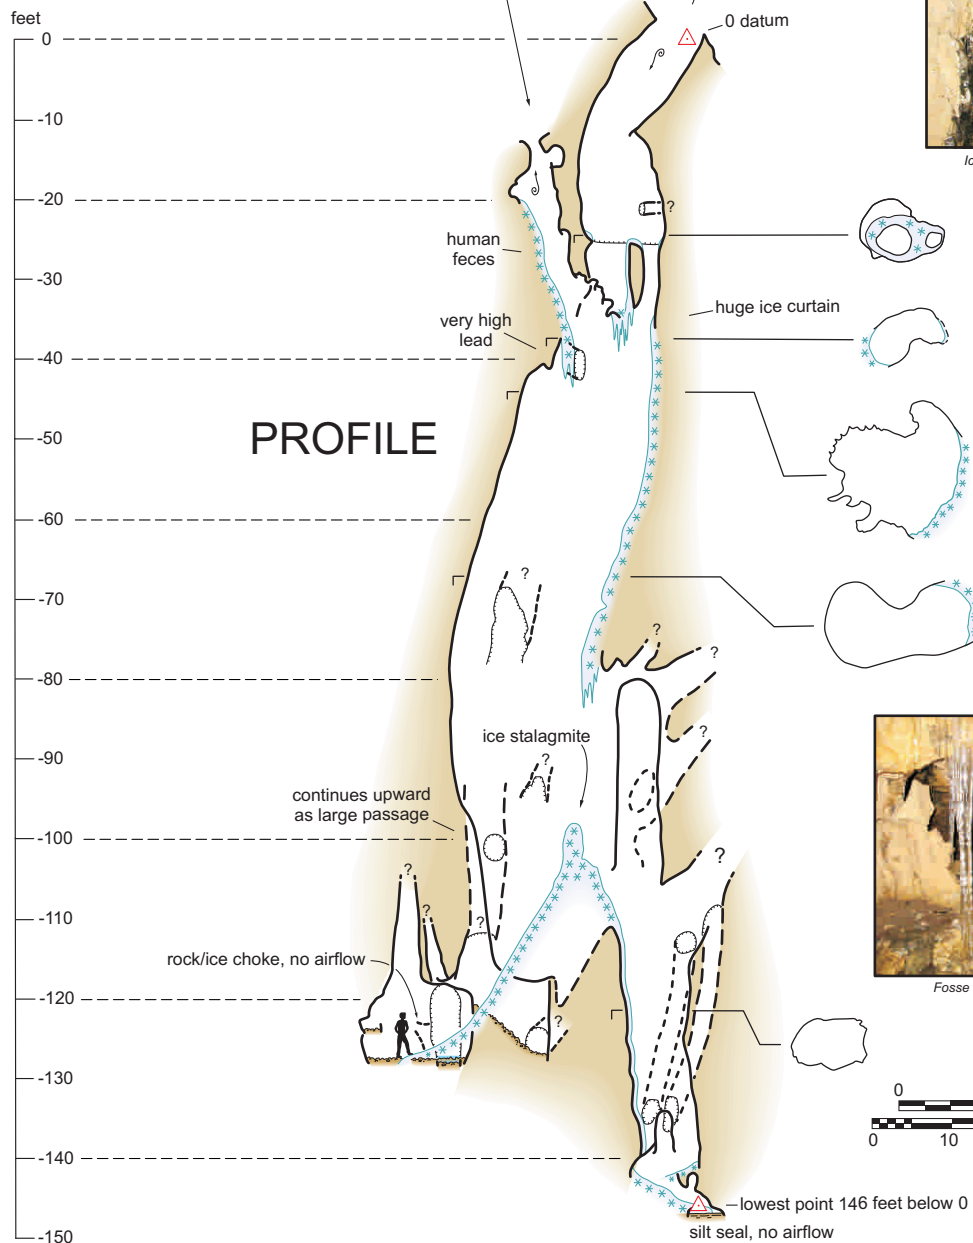 feet
0
0 datum
-10
-20
?
human
feces
-30
huge ice curtain
very high
lead
-40
PROFILE
-50
-60
-70
?
?
?
-80
?
ice stalagmite
-90
?
continues upward
as large passage
-100
?
?
?
-110
?
rock/ice choke, no airflow
Fosse
-120
?
-130
0
0
10
-140
lowest point 146 feet below 0
silt seal, no airflow
-150